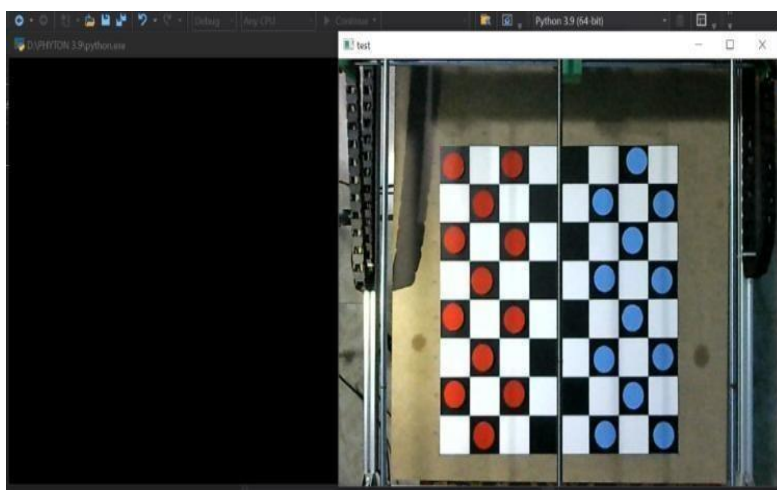 Debug
Any CPU
Continue
Python 3.9 (64-bit)
D:\PHYTON 3.9\python.exe
test